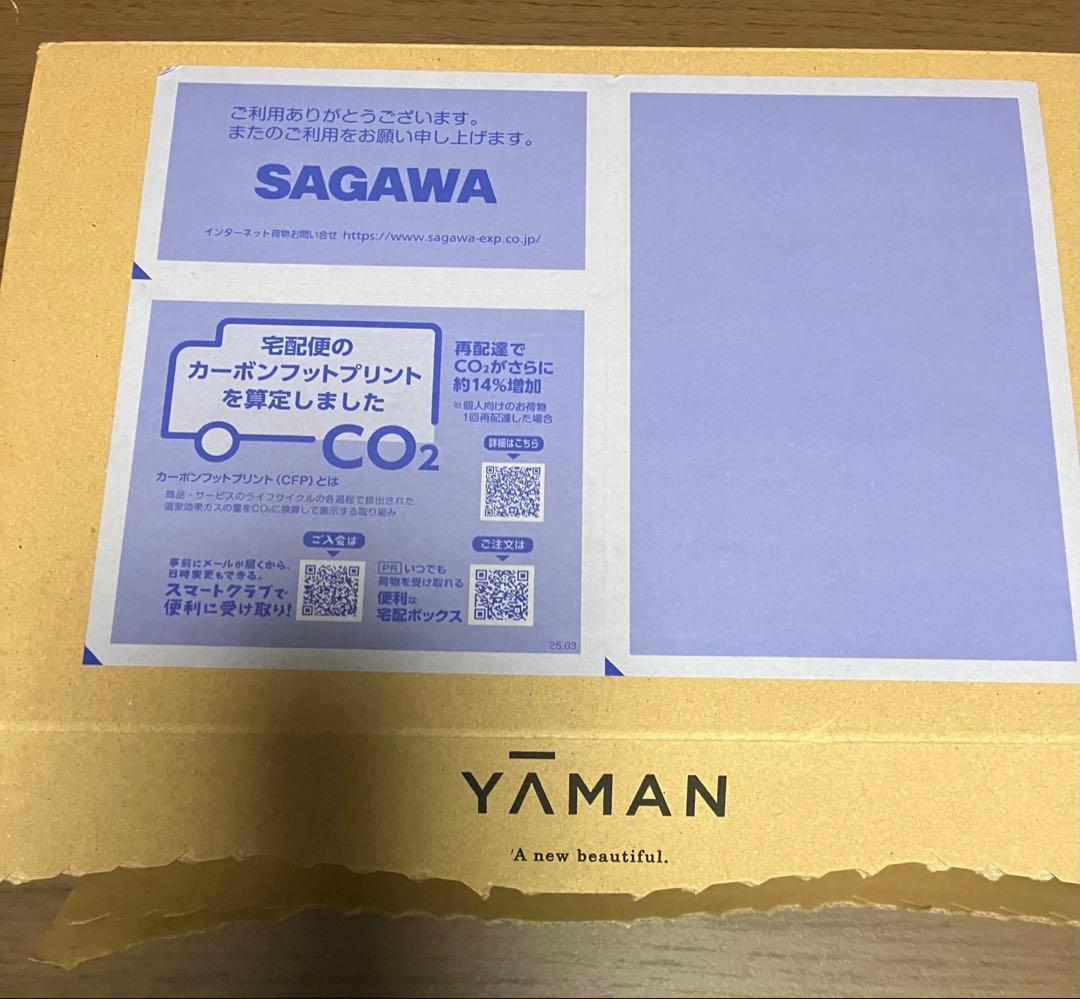 ご利用ありがとうございます。
またのご利用をお願い申し上げます。
SAGAWA
インターネット荷物お問い合せ https://www.sagawa-exp.co.jp/
宅配便の
カーボンフットプリント
を算定しました
CO₂
再配達で
CO₂がさらに
約14%増加
※個人向けのお荷物
1回再配達した場合
詳細はこちら
カーボンフットプリント（CFP）とは
商品・サービスのライフサイクルの各過程で排出された
温室効果ガスの量をCO₂に換算して表示する取り組み
ご入会は
事前にメールが届くから、
日時変更もできる。
スマートクラブで
便利に受け取り!
ご注文は
PR いつでも
荷物を受け取れる
便利な
宅配ボックス
25.03
YĀMAN
'A new beautiful.